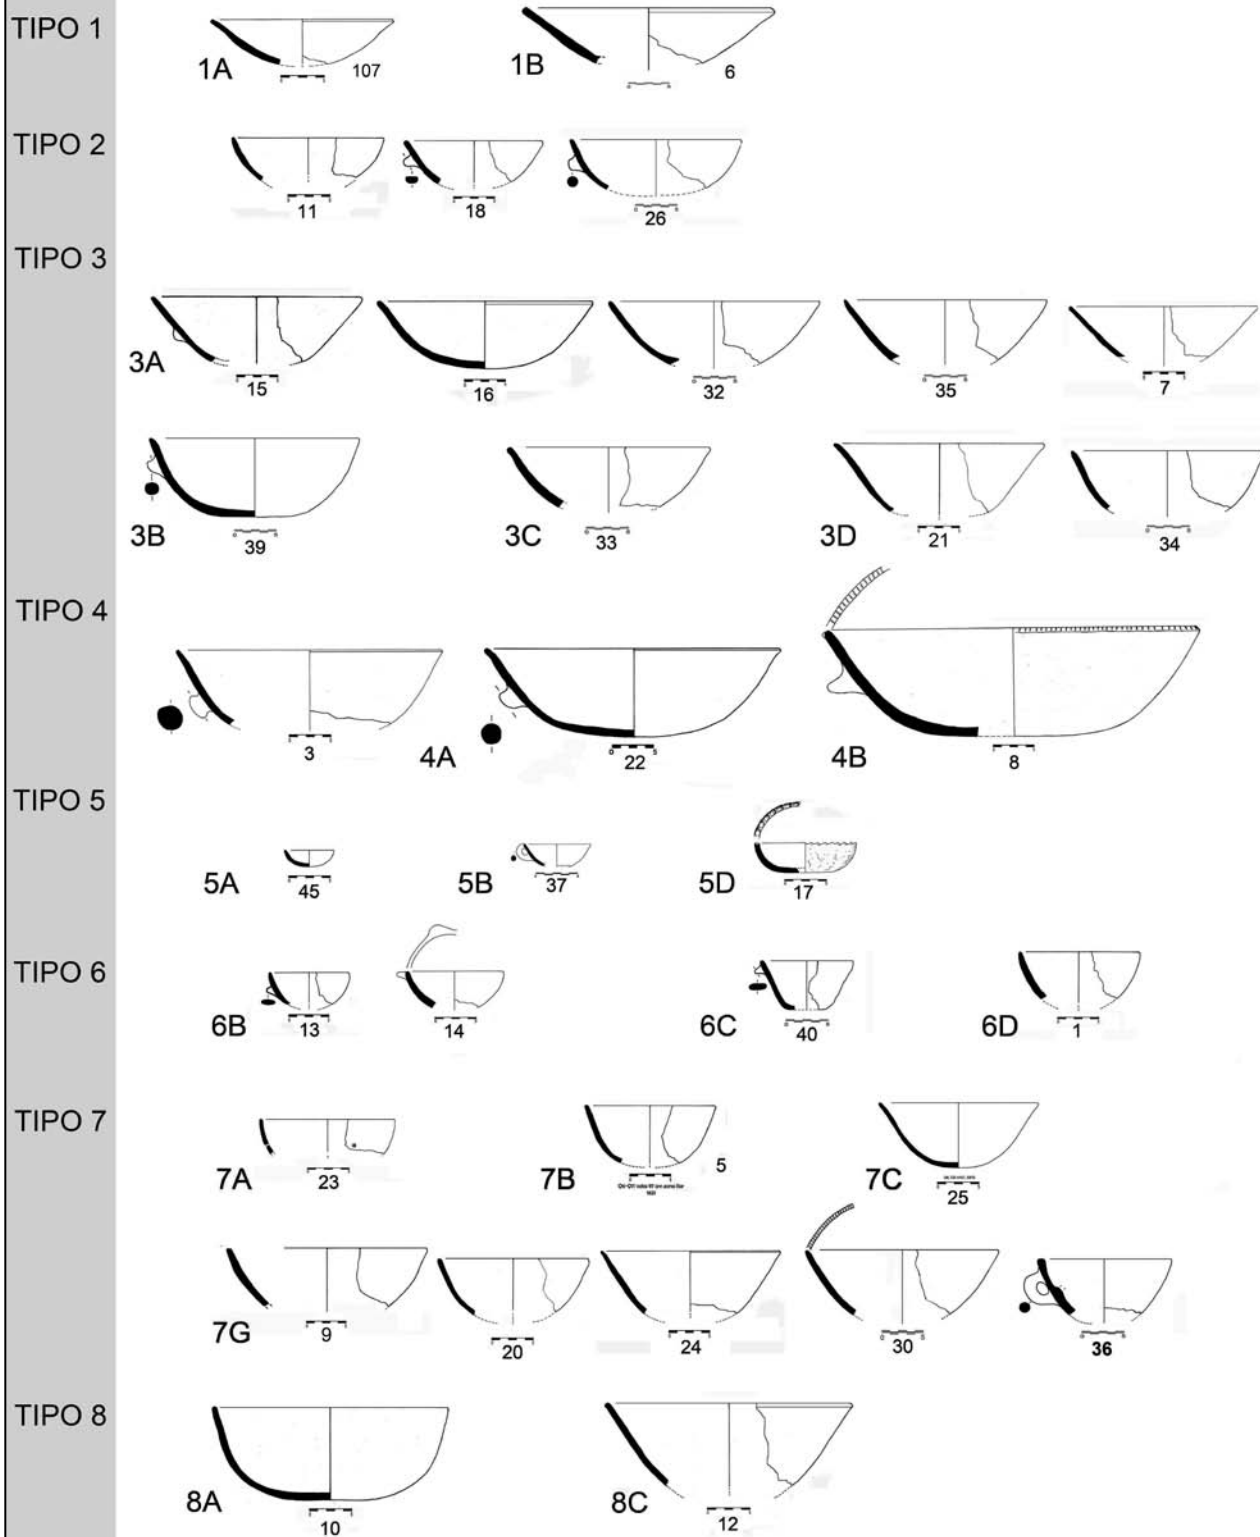 TIPO 1
1A 107 1B 6
TIPO 2
11 18 26
TIPO 3
3A 15 16 32 35 7
3B 39 3C 33 3D 21 34
TIPO 4
3 4A 22 4B 8
TIPO 5
5A 45 5B 37 5D 17
TIPO 6
6B 13 14 6C 40 6D 1
TIPO 7
7A 23 7B 5 7C 25
7G 9 20 24 30 36
TIPO 8
8A 10 8C 12